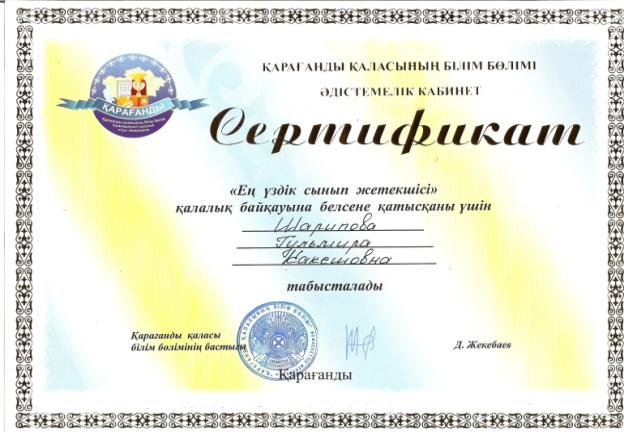 ҚАРАҒАНДЫ ҚАЛАСЫНЫҢ БІЛІМ БӨЛІМІ
ӘДІСТЕМЕЛІК КАБИНЕТ
ҚАРАҒАНДЫ
Сертификат
«Ең үздік сынып жетекшісі»
қалалық байқауына белсене қатысқаны үшін
Шарипова
Гульмира
Какешовна
табысталады
Қарағанды қаласы
білім бөлімінің бастығы
Д. Жекебаев
Қарағанды